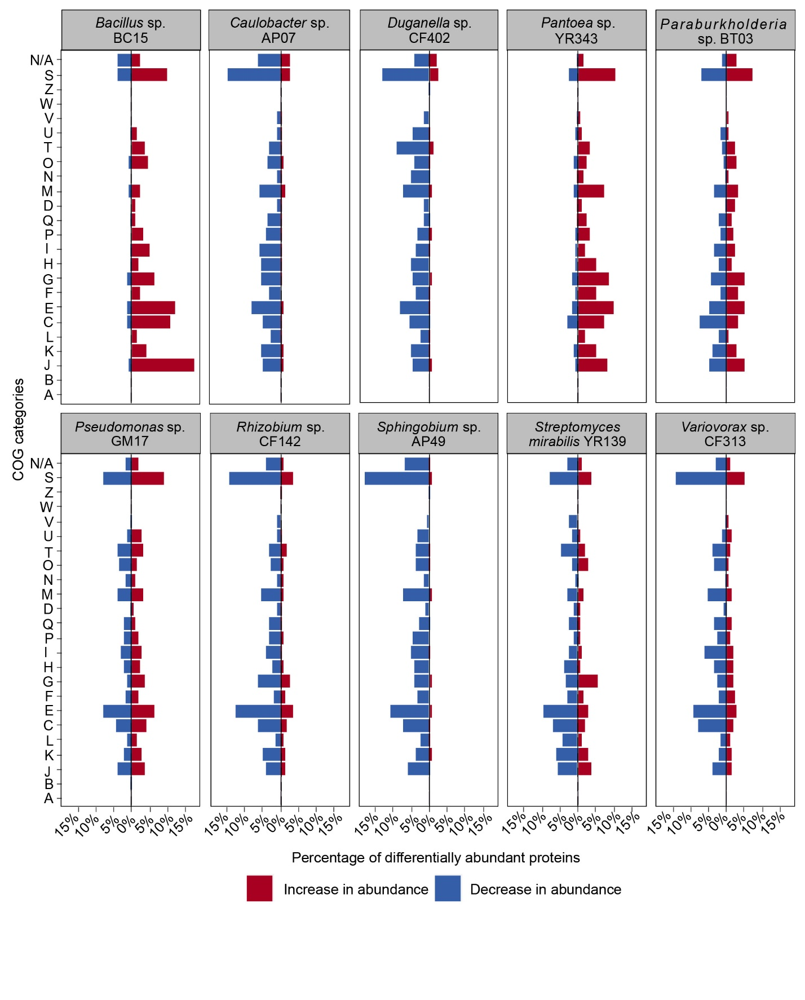 Bacillus sp.
BC15
Caulobacter sp.
AP07
Duganella sp.
CF402
Pantoea sp.
YR343
Paraburkholderia
sp. BT03
N/A
S
Z
W
V
U
T
O
N
M
D
Q
P
I
H
G
F
E
C
L
K
J
B
A
COG categories
Pseudomonas sp.
GM17
Rhizobium sp.
CF142
Sphingobium sp.
AP49
Streptomyces
mirabilis YR139
Variovorax sp.
CF313
N/A
S
Z
W
V
U
T
O
N
M
D
Q
P
I
H
G
F
E
C
L
K
J
B
A
15% 10% 5% 0% 5% 10% 15%
15% 10% 5% 0% 5% 10% 15%
15% 10% 5% 0% 5% 10% 15%
15% 10% 5% 0% 5% 10% 15%
15% 10% 5% 0% 5% 10% 15%
Percentage of differentially abundant proteins
Increase in abundance
Decrease in abundance